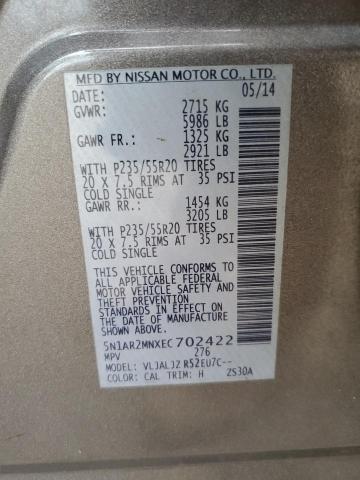 MFD BY NISSAN MOTOR CO., LTD.
DATE: 05/14
GVWR: 2715 KG
5986 LB
GAWR FR.: 1325 KG
2921 LB
WITH P235/55R20 TIRES
20 X 7.5 RIMS AT 35 PSI
COLD SINGLE
GAWR RR.: 1454 KG
3205 LB
WITH P235/55R20 TIRES
20 X 7.5 RIMS AT 35 PSI
COLD SINGLE
THIS VEHICLE CONFORMS TO
ALL APPLICABLE FEDERAL
MOTOR VEHICLE SAFETY
AND THEFT PREVENTION
STANDARDS IN EFFECT ON
THE DATE OF MANUFACTURE
SHOWN ABOVE.
5N1AR2MNXEC702422
MPV 276
MODEL: VLJALJZ R52EU7C--
COLOR: CAL TRIM: H ZS30A